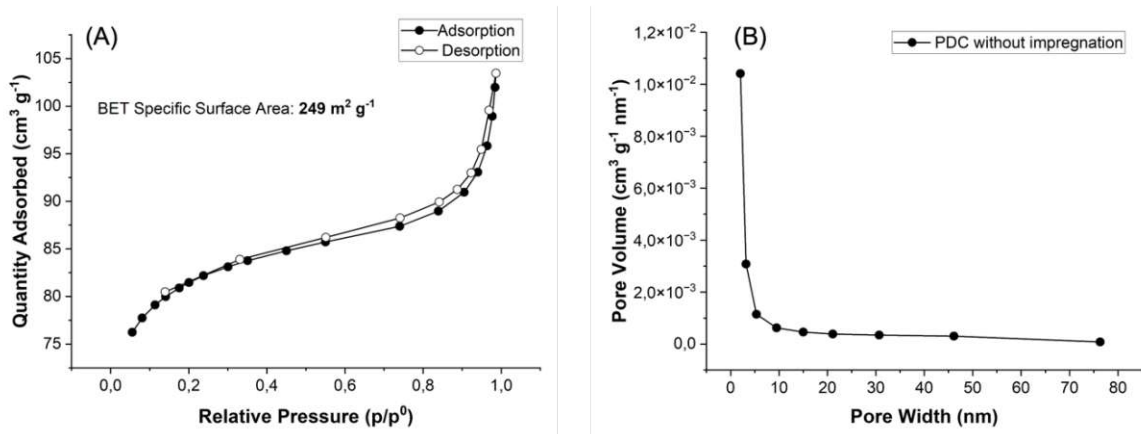 (A)
Adsorption
Desorption
BET Specific Surface Area: 249 m² g⁻¹
Quantity Adsorbed (cm³ g⁻¹)
105
100
95
90
85
80
75
0,0 0,2 0,4 0,6 0,8 1,0
Relative Pressure (p/p⁰)
(B)
PDC without impregnation
Pore Volume (cm³ g⁻¹ nm⁻¹)
1,2×10⁻²
1,0×10⁻²
8,0×10⁻³
6,0×10⁻³
4,0×10⁻³
2,0×10⁻³
0,0
0 10 20 30 40 50 60 70 80
Pore Width (nm)